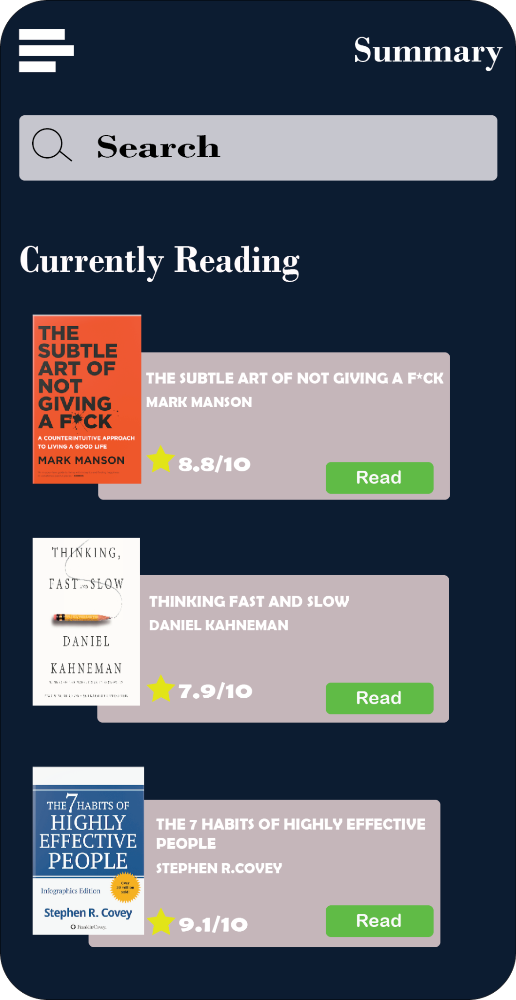 Summary
Search
Currently Reading
THE
SUBTLE
ART OF
NOT
GIVING
A F*CK
A COUNTERINTUITIVE APPROACH
TO LIVING A GOOD LIFE
MARK MANSON
THE SUBTLE ART OF NOT GIVING A F*CK
MARK MANSON
8.8/10
Read
THINKING,
FAST AND SLOW
DANIEL
KAHNEMAN
THINKING FAST AND SLOW
DANIEL KAHNEMAN
7.9/10
Read
THE 7 HABITS OF
HIGHLY
EFFECTIVE
PEOPLE
Over
30 million
sold!
Infographics Edition
Stephen R. Covey
FranklinCovey.
THE 7 HABITS OF HIGHLY EFFECTIVE
PEOPLE
STEPHEN R.COVEY
9.1/10
Read